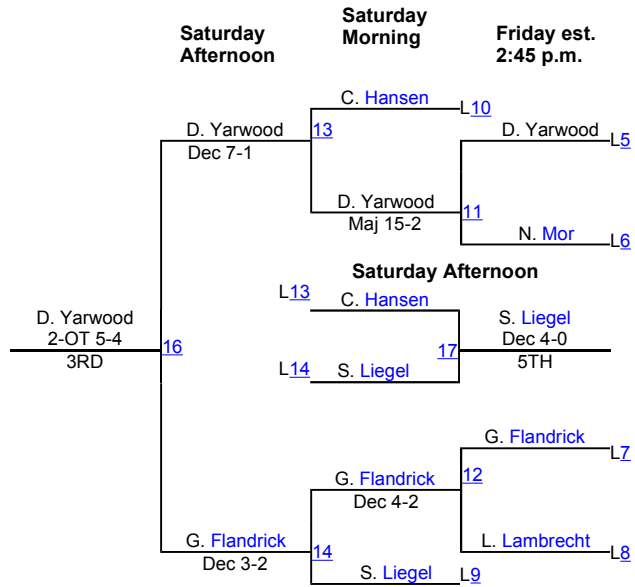 Saturday Afternoon
Saturday Morning
Friday est. 2:45 p.m.
C. Hansen
L10
D. Yarwood
13
D. Yarwood
L5
Dec 7-1
D. Yarwood
11
Maj 15-2
N. Mor
L6
Saturday Afternoon
L13
C. Hansen
D. Yarwood
S. Liegel
2-OT 5-4
16
17
Dec 4-0
3RD
5TH
L14
S. Liegel
G. Flandrick
L7
G. Flandrick
12
Dec 4-2
G. Flandrick
14
L. Lambrecht
L8
Dec 3-2
S. Liegel
L9